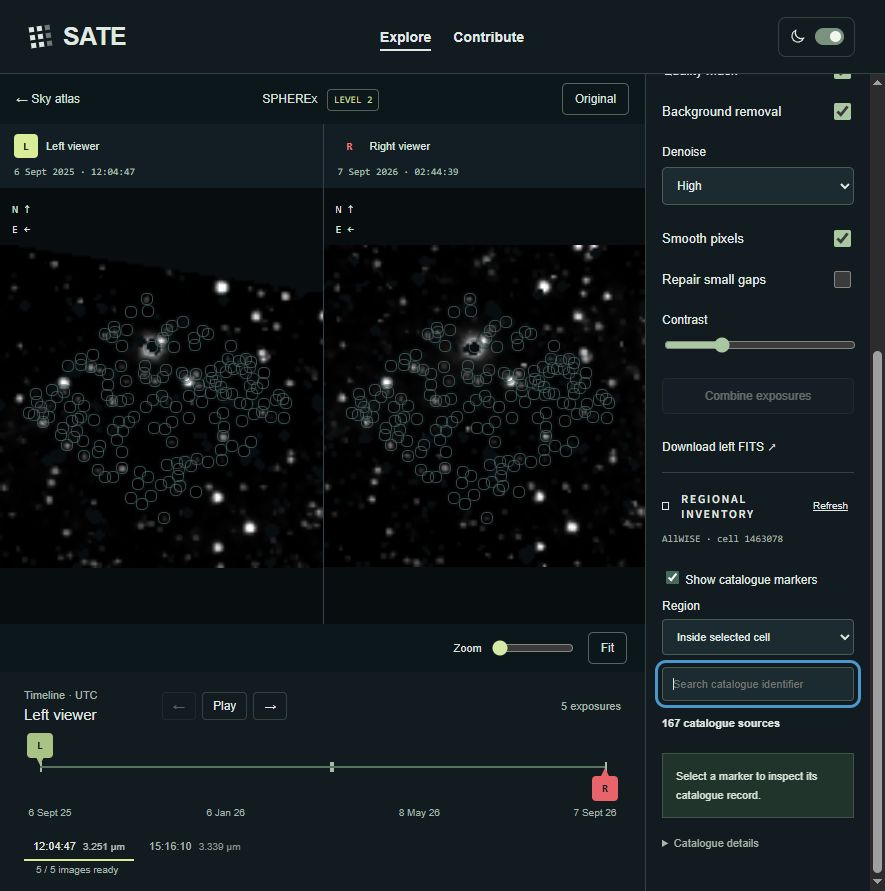 SATE
Explore Contribute
← Sky atlas
SPHEREx LEVEL 2
Original
L Left viewer
6 Sept 2025 · 12:04:47
R Right viewer
7 Sept 2026 · 02:44:39
N ↑
E ←
N ↑
E ←
Background removal
Denoise
High
Smooth pixels
Repair small gaps
Contrast
Combine exposures
Download left FITS ↗
REGIONAL
INVENTORY
Refresh
AllWISE · cell 1463078
Show catalogue markers
Region
Inside selected cell
Search catalogue identifier
167 catalogue sources
Select a marker to inspect its
catalogue record.
▶ Catalogue details
Zoom
Fit
Timeline · UTC
Left viewer
← Play →
5 exposures
L
R
6 Sept 25 6 Jan 26 8 May 26 7 Sept 26
12:04:47 3.251 µm 15:16:10 3.339 µm
5 / 5 images ready